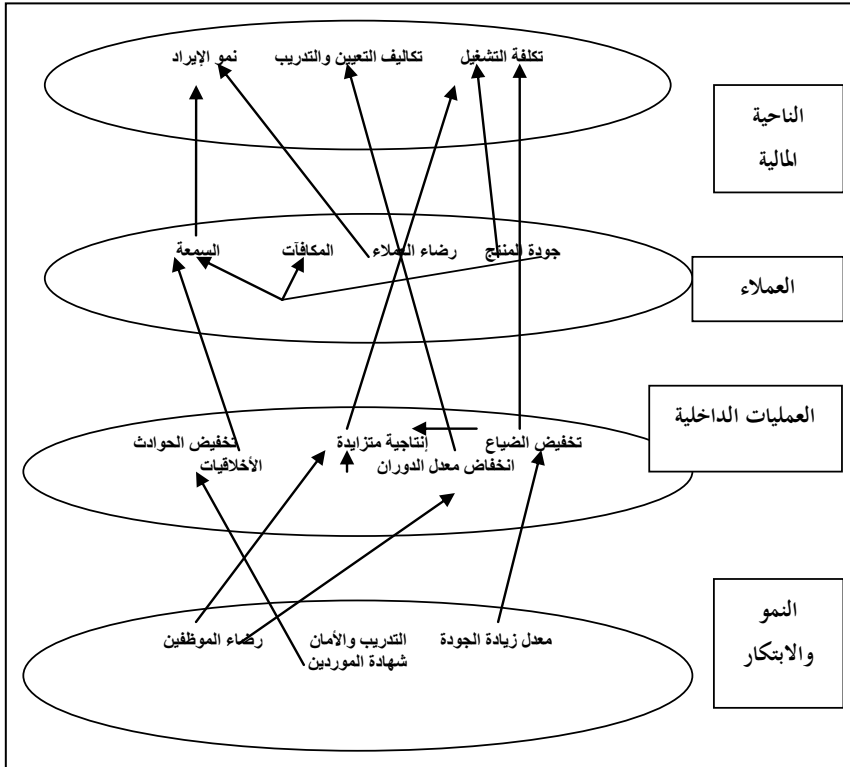 تكلفة التشغيل تكاليف التعيين والتدريب نمو الإيراد
الناحية
المالية
جودة المنتج رضاء العملاء المكافآت السمعة
العملاء
العمليات الداخلية
تخفيض الضياع إنتاجية متزايدة تخفيض الحوادث
انخفاض معدل الدوران الأخلاقيات
النمو
والابتكار
معدل زيادة الجودة التدريب والأمان رضاء الموظفين
شهادة الموردين